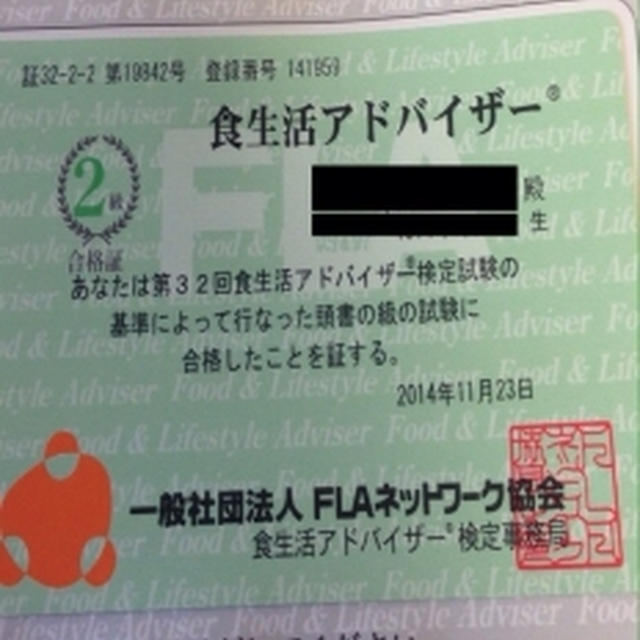 証32-2-2 第19842号 登録番号 141959
食生活アドバイザー®
2級
合格証
殿
生
あなたは第32回食生活アドバイザー®検定試験の
基準によって行なった頭書の級の試験に
合格したことを証する。
2014年11月23日
一般社団法人 FLAネットワーク協会
食生活アドバイザー®検定事務局
FLA
Food & Lifestyle Adviser